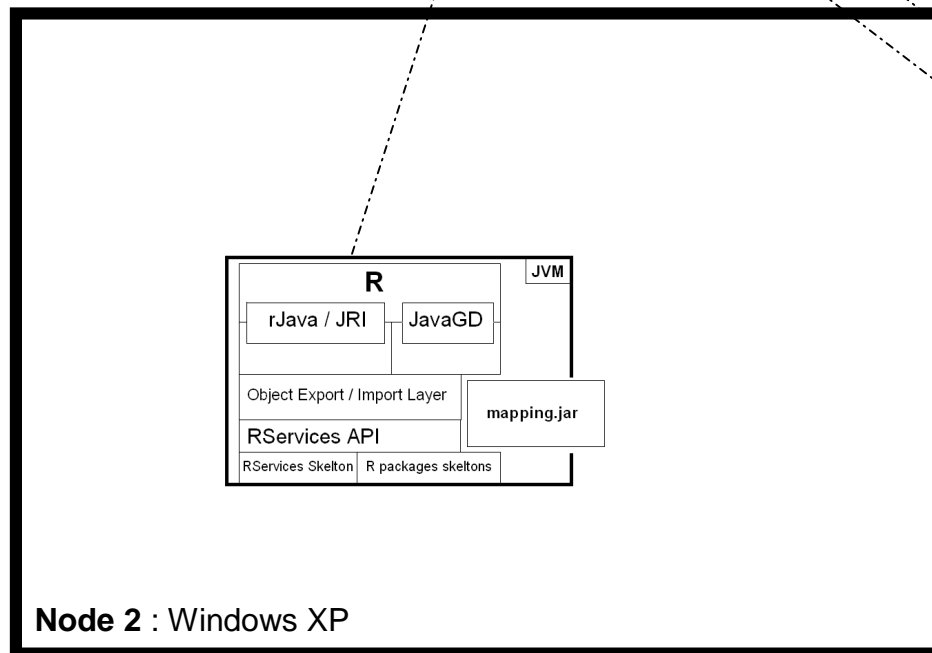 JVM
R
rJava / JRI
JavaGD
Object Export / Import Layer
mapping.jar
RServices API
RServices Skelton
R packages skeltons
Node 2 : Windows XP